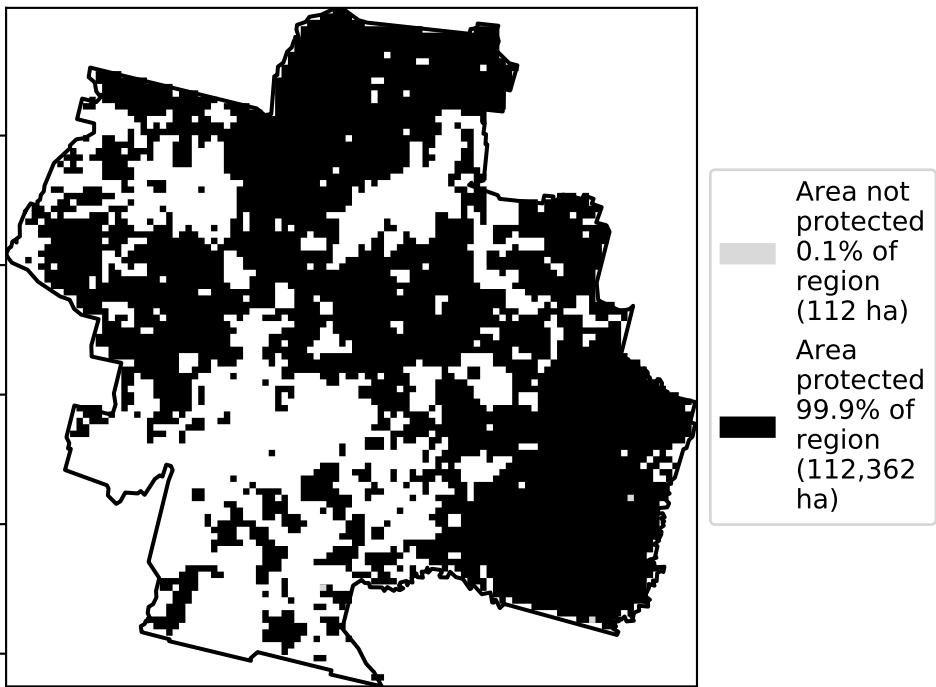 Area not
protected
0.1% of
region
(112 ha)
Area
protected
99.9% of
region
(112,362
ha)